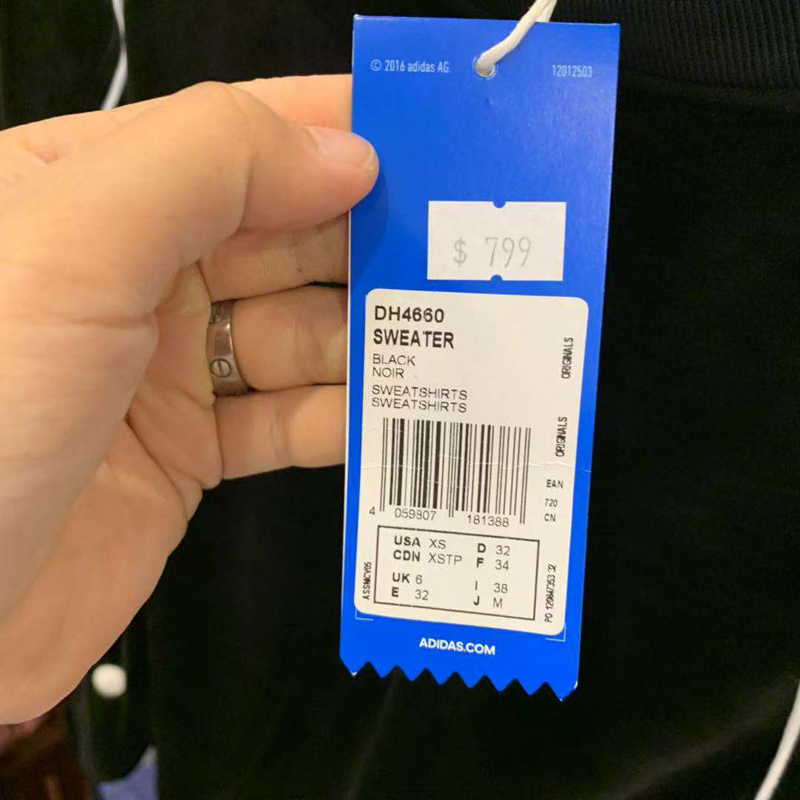 © 2016 adidas AG.
12012503
$ 799
DH4660
SWEATER
BLACK
NOIR
SWEATSHIRTS
SWEATSHIRTS
ORIGINALS
ORIGINALS
EAN
720
CN
4 059807 181388
USA XS D 32
CDN XSTP F 34
UK 6 I 38
E 32 J M
ADIDAS.COM